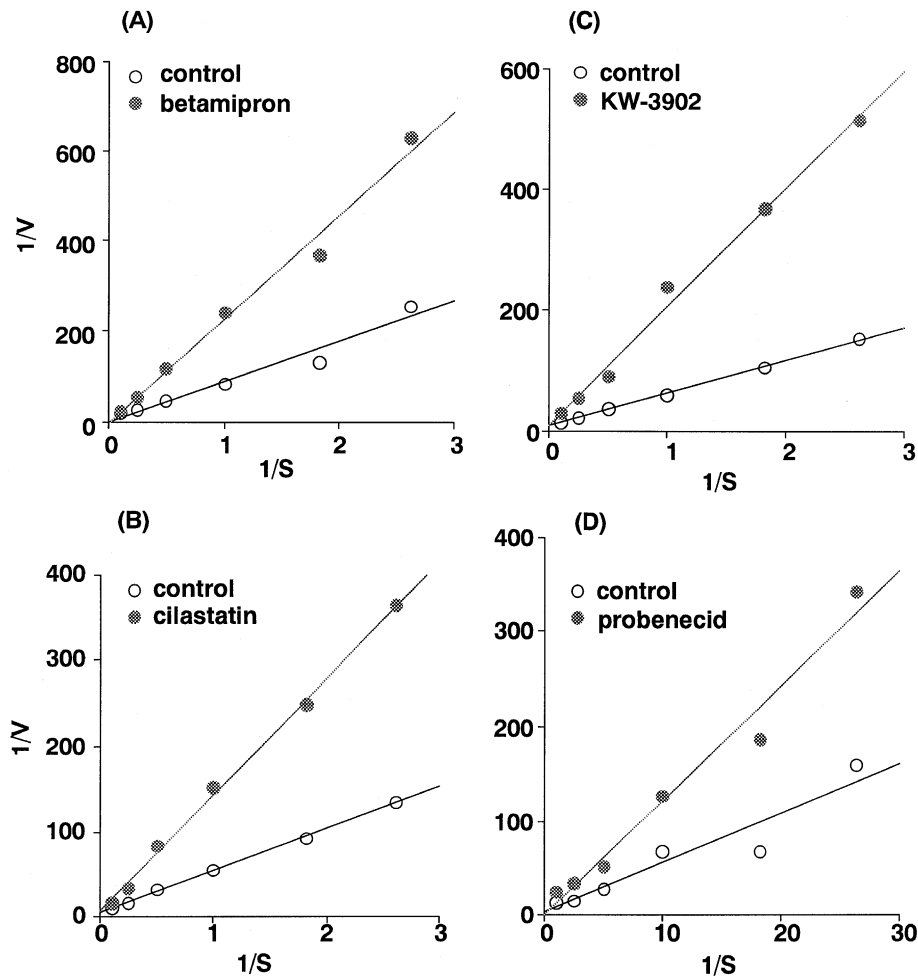 (A)
control
betamipron
800
600
400
200
0
1/V
0 1 2 3
1/S
(C)
control
KW-3902
600
400
200
0
0 1 2 3
1/S
(B)
control
cilastatin
400
300
200
100
0
1/V
0 1 2 3
1/S
(D)
control
probenecid
400
300
200
100
0
0 10 20 30
1/S